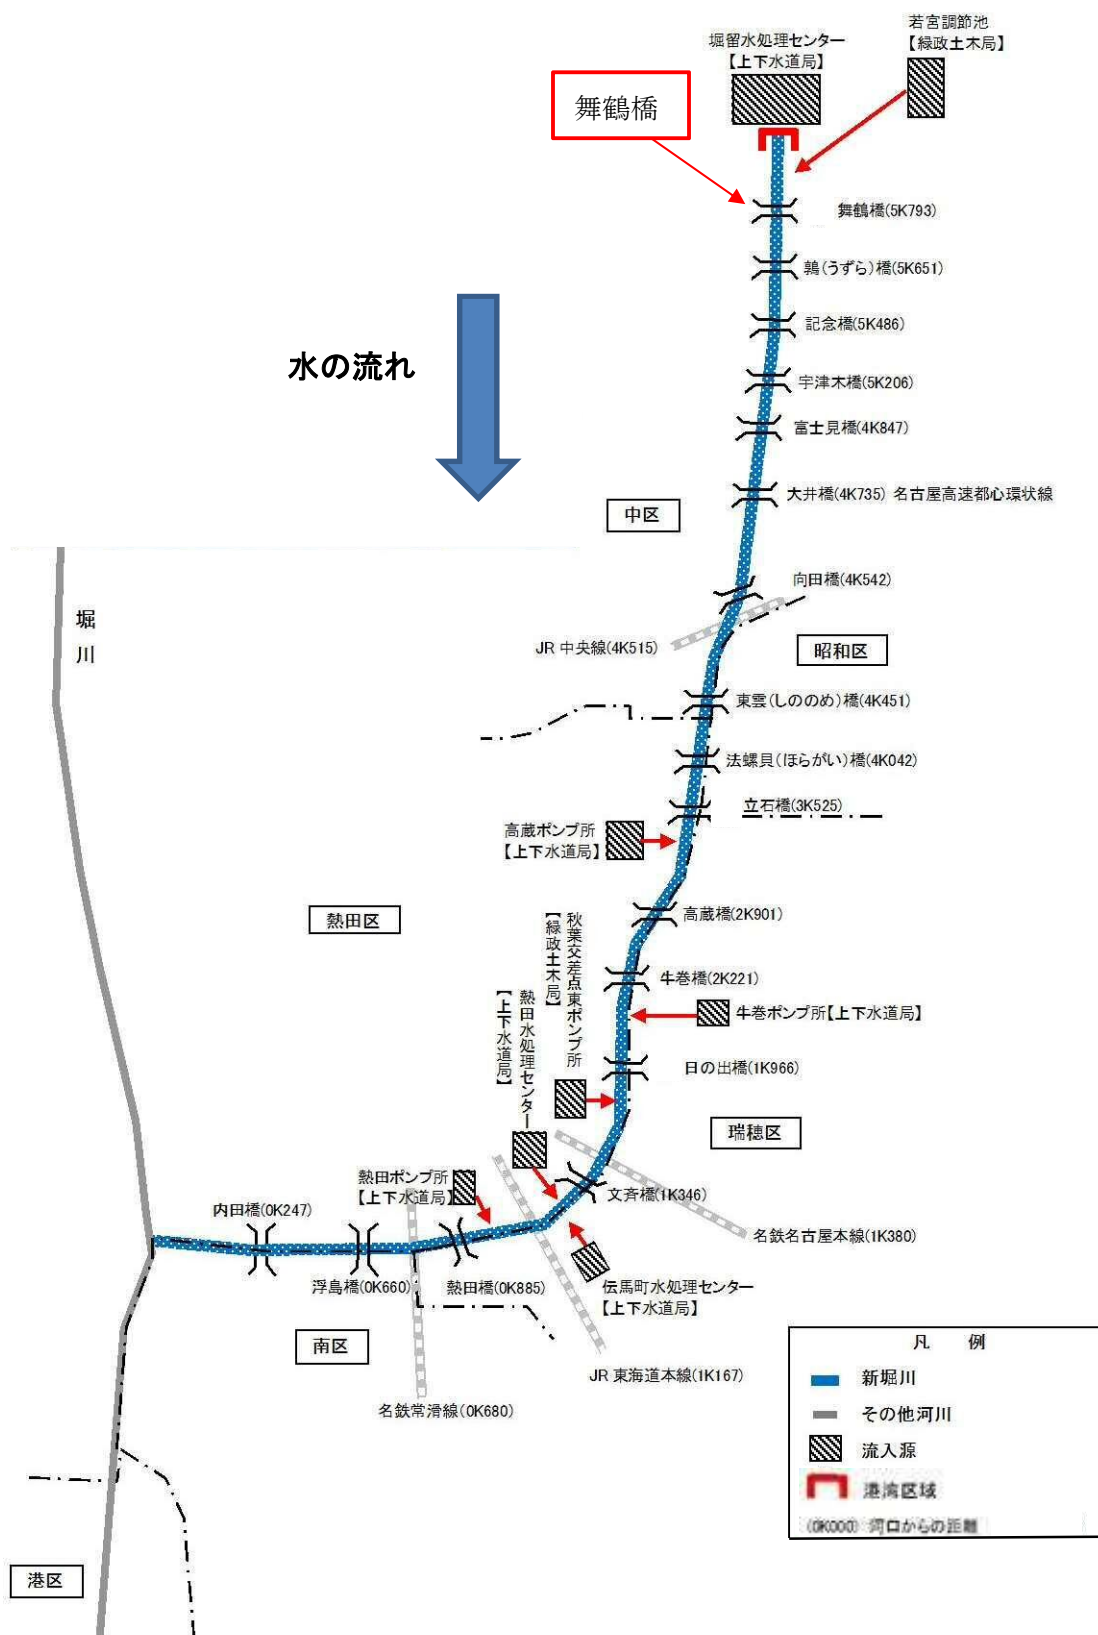 若宮調節池
【緑政土木局】
堀留水処理センター
【上下水道局】
舞鶴橋
舞鶴橋(5K793)
鶉(うずら)橋(5K651)
記念橋(5K486)
水の流れ
宇津木橋(5K206)
富士見橋(4K847)
大井橋(4K735) 名古屋高速都心環状線
中区
向田橋(4K542)
堀
川
JR 中央線(4K515)
昭和区
東雲(しののめ)橋(4K451)
法螺貝(ほらがい)橋(4K042)
立石橋(3K525)
高蔵ポンプ所
【上下水道局】
高蔵橋(2K901)
熱田区
秋葉交差点東ポンプ所
【緑政土木局】
牛巻橋(2K221)
熱田水処理センター
【上下水道局】
牛巻ポンプ所【上下水道局】
日の出橋(1K966)
瑞穂区
熱田ポンプ所
【上下水道局】
文斉橋(1K346)
内田橋(0K247)
名鉄名古屋本線(1K380)
浮島橋(0K660)
熱田橋(0K885)
伝馬町水処理センター
【上下水道局】
南区
JR 東海道本線(1K167)
名鉄常滑線(0K680)
凡 例
新堀川
その他河川
流入源
港湾区域
(0K000) 河口からの距離
港区